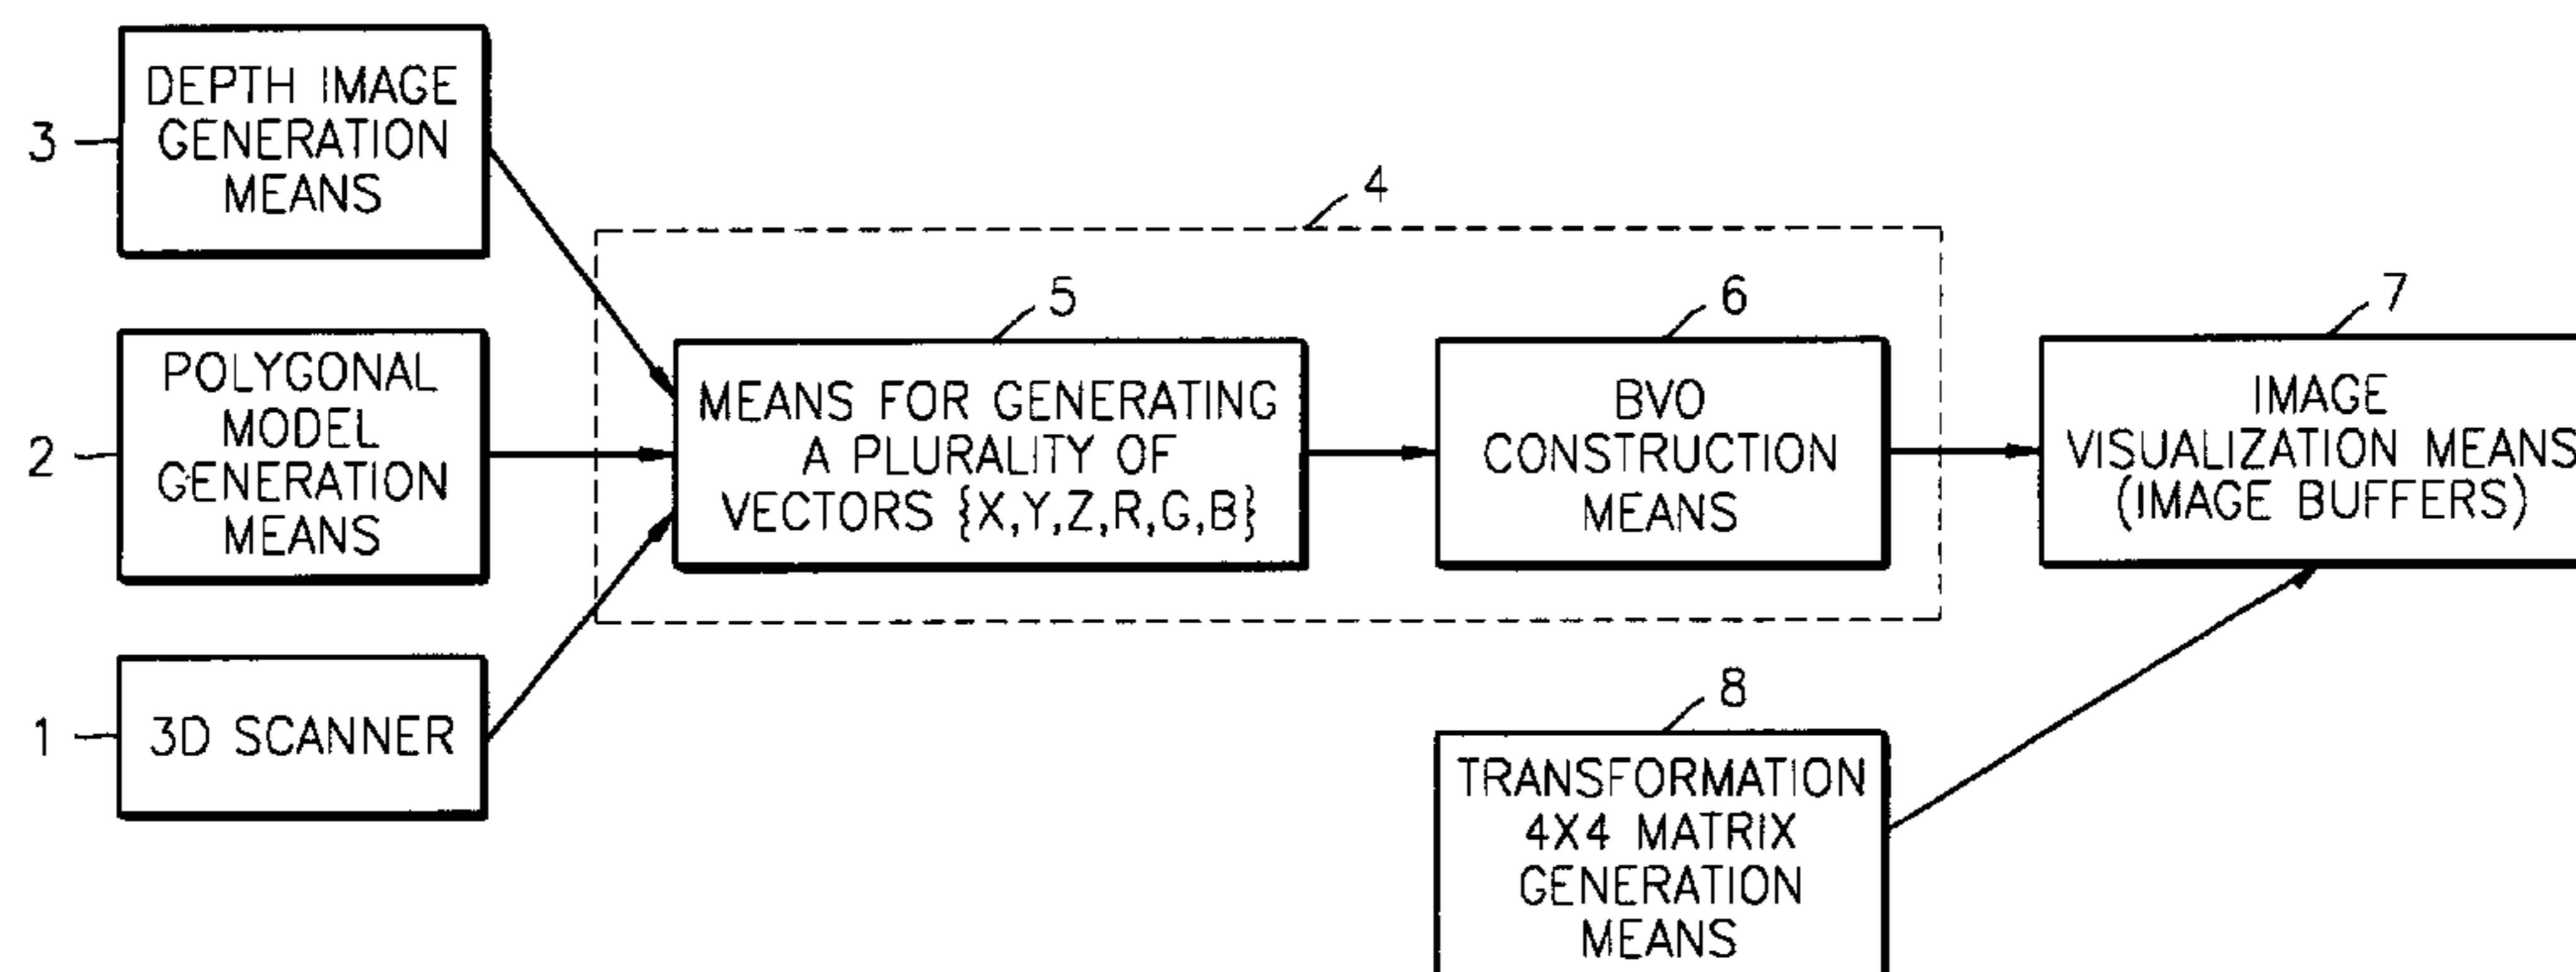 3
DEPTH IMAGE
GENERATION
MEANS
2
POLYGONAL
MODEL
GENERATION
MEANS
1
3D SCANNER
4
5
MEANS FOR GENERATING
A PLURALITY OF
VECTORS {X,Y,Z,R,G,B}
6
BVO
CONSTRUCTION
MEANS
7
IMAGE
VISUALIZATION MEANS
(IMAGE BUFFERS)
8
TRANSFORMATION
4X4 MATRIX
GENERATION
MEANS